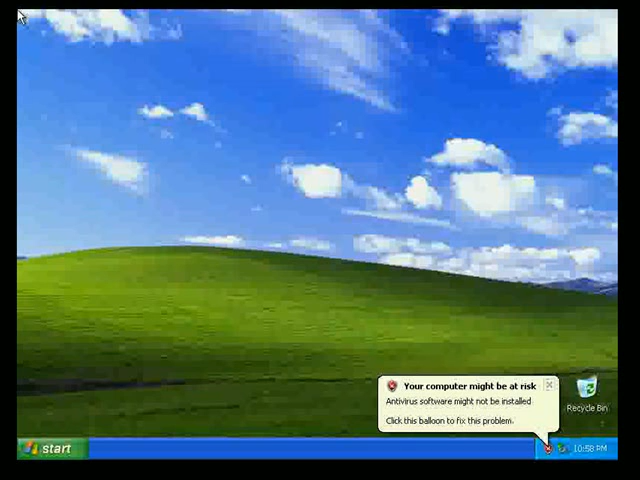 Your computer might be at risk
Antivirus software might not be installed
Click this balloon to fix this problem.
Recycle Bin
start
10:58 PM